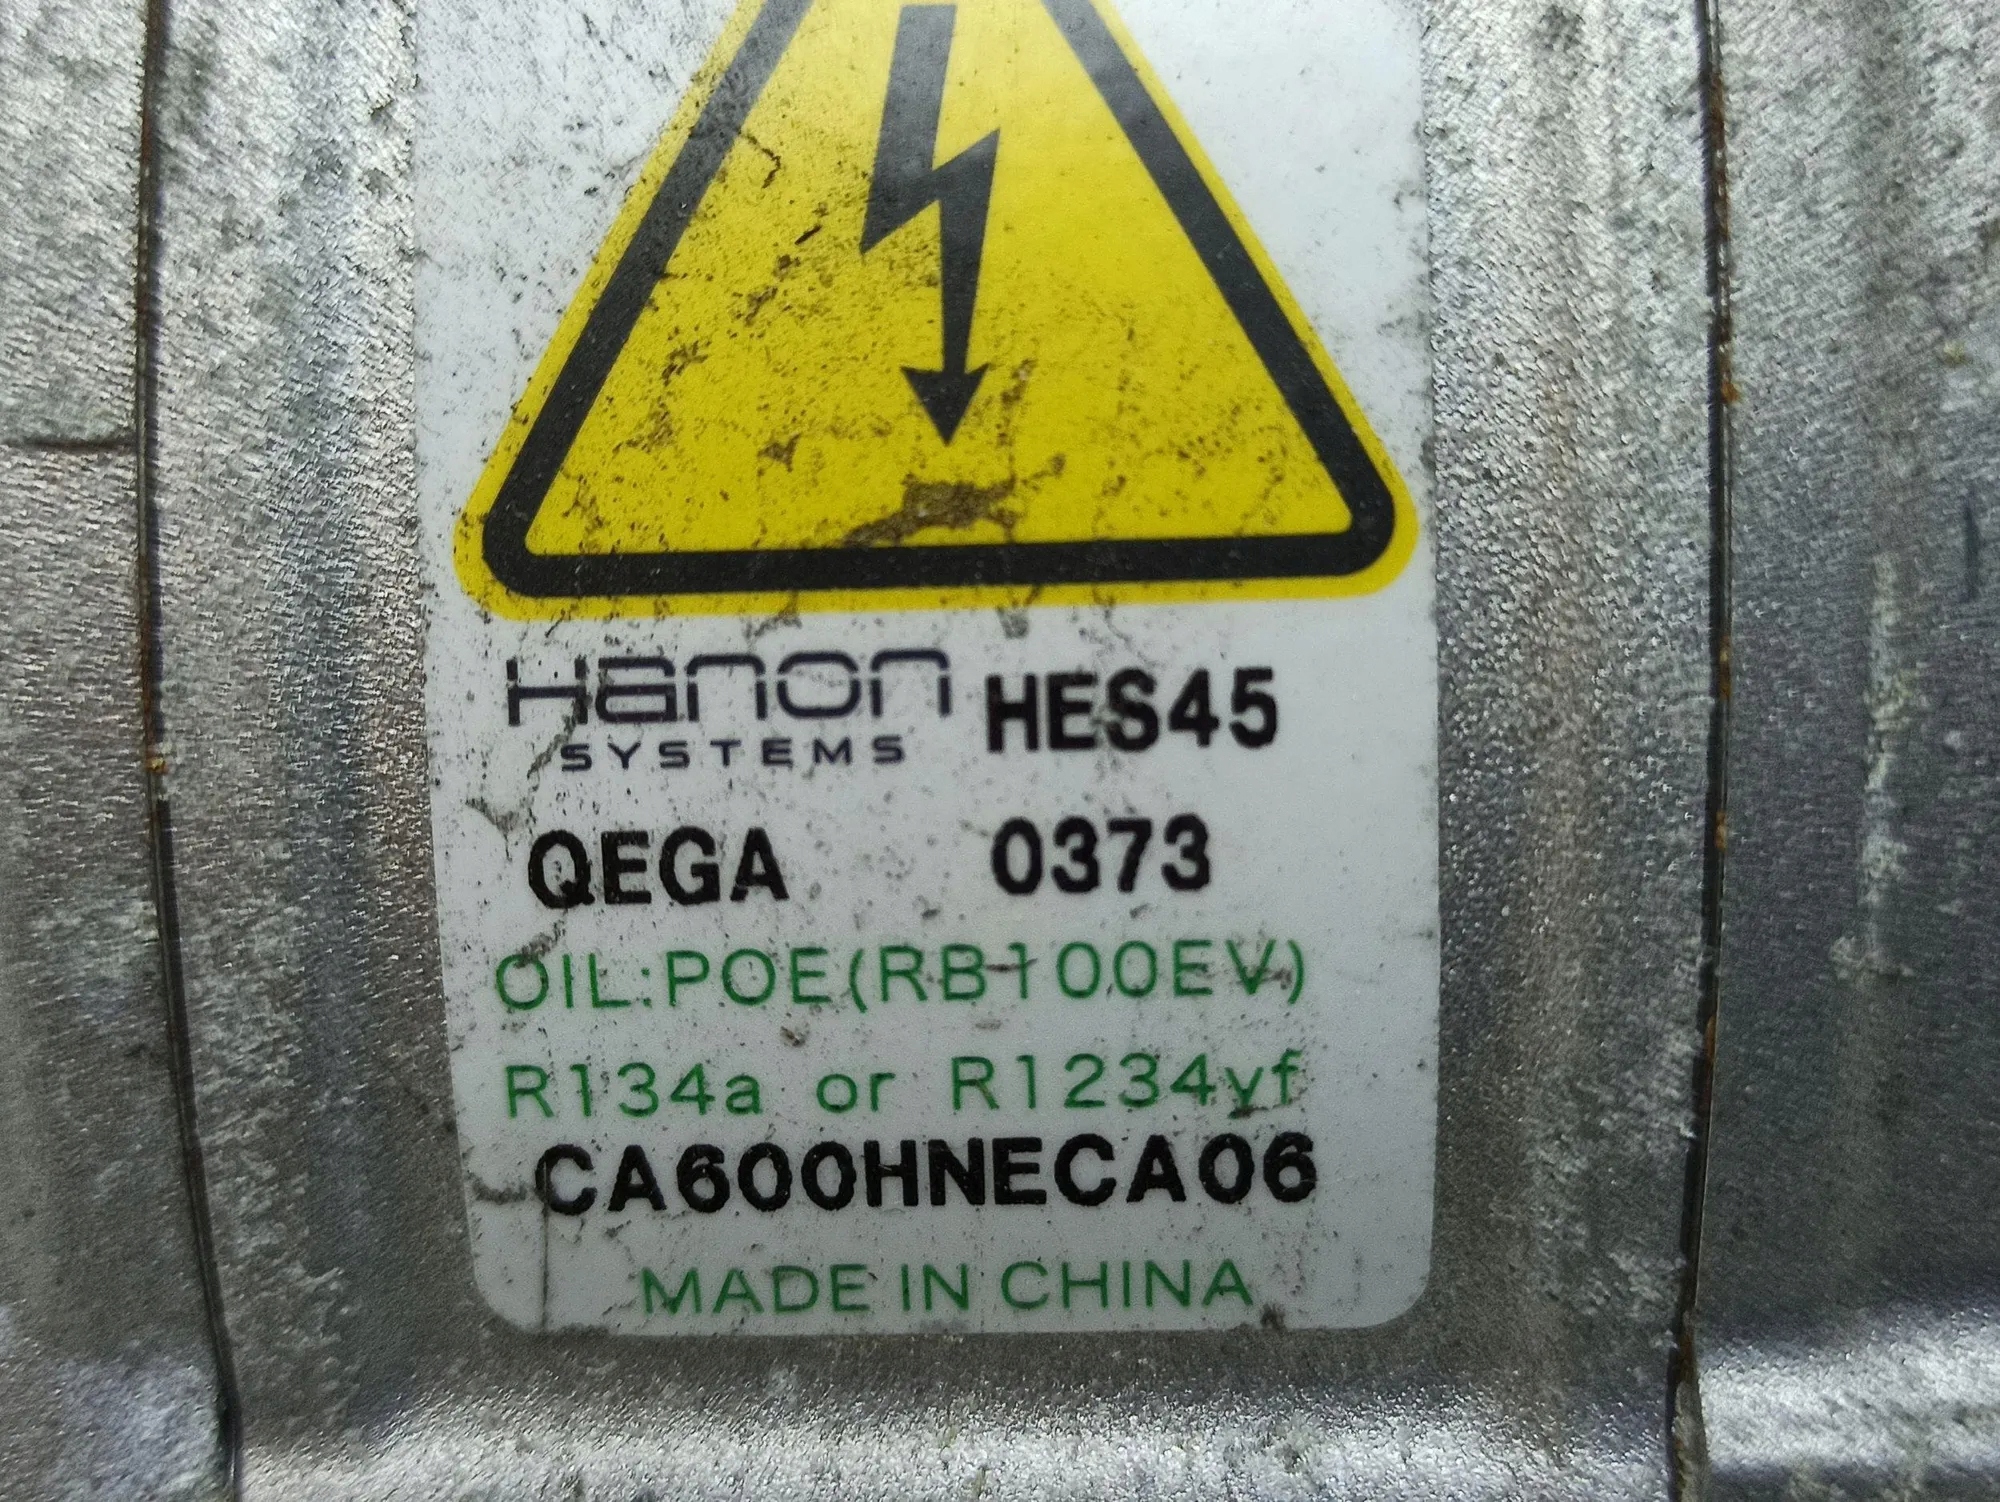 Hanon HES45
SYSTEMS
QEGA 0373
OIL:POE(RB100EV)
R134a or R1234yf
CA600HNECA06
MADE IN CHINA